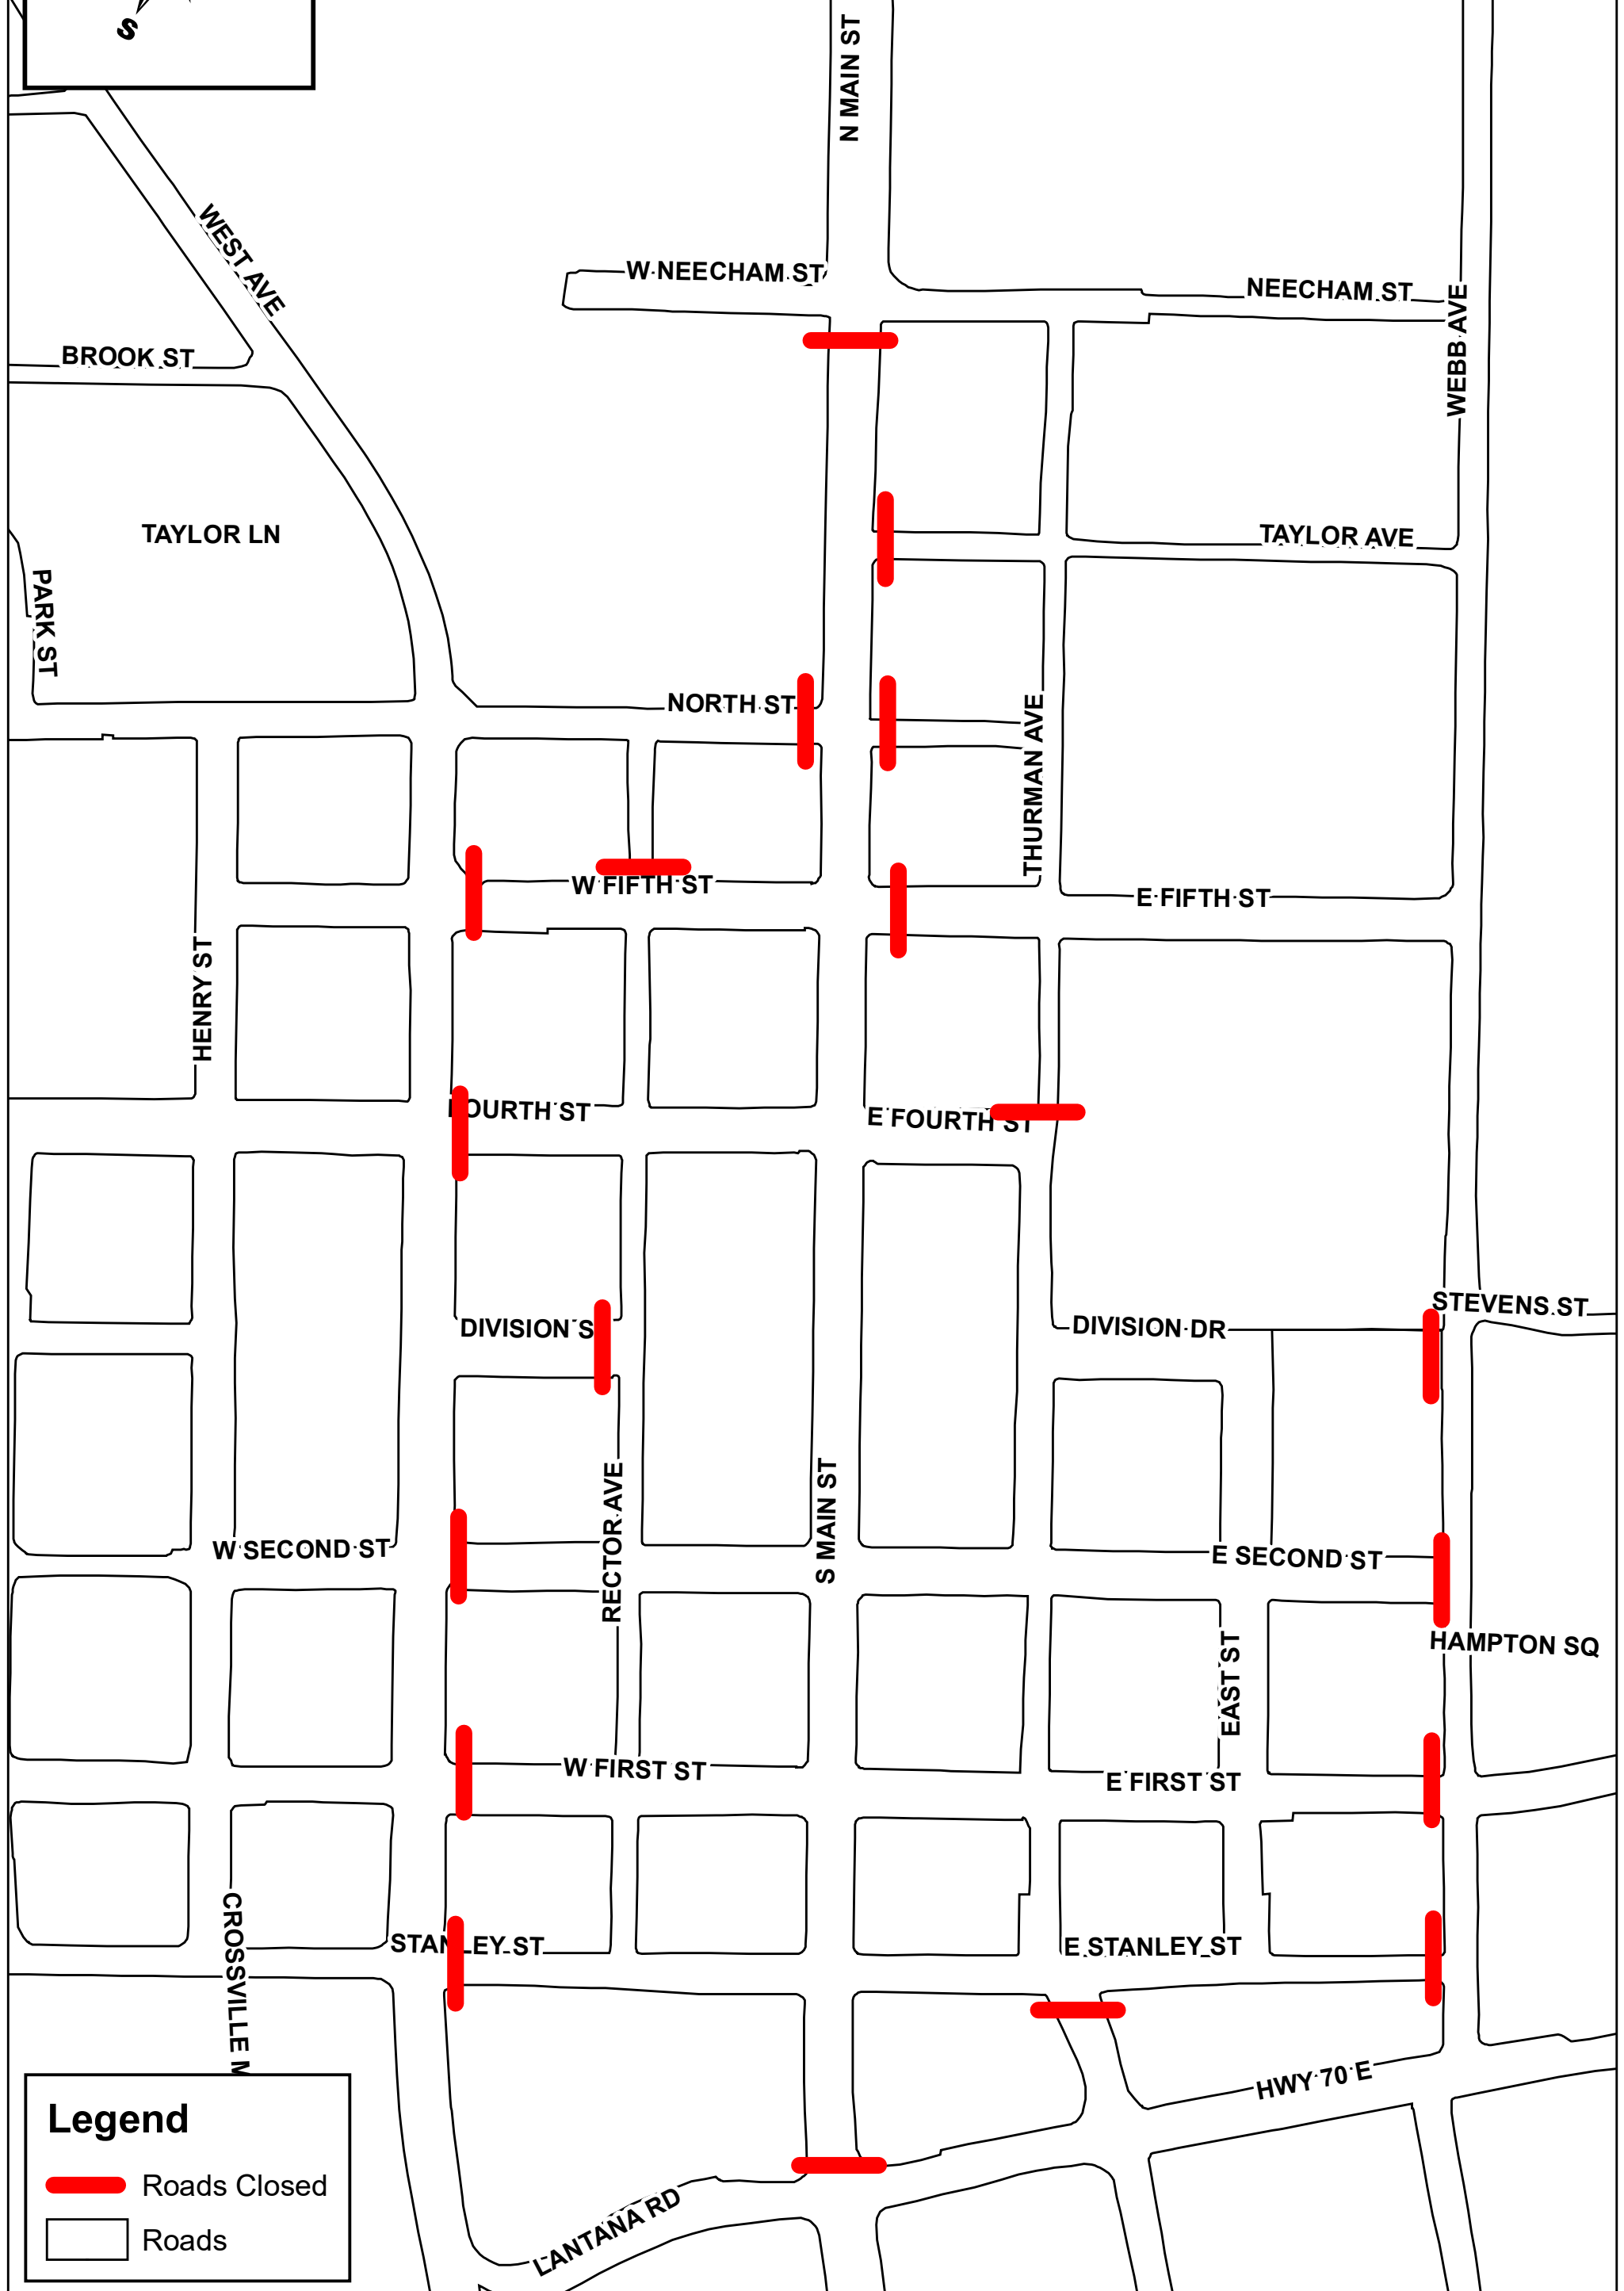 S
N MAIN ST
WEST AVE
W NEECHAM ST
NEECHAM ST
WEBB AVE
BROOK ST
TAYLOR LN
TAYLOR AVE
PARK ST
NORTH ST
THURMAN AVE
W FIFTH ST
E FIFTH ST
HENRY ST
FOURTH ST
E FOURTH ST
STEVENS ST
DIVISION S
DIVISION DR
W SECOND ST
RECTOR AVE
S MAIN ST
E SECOND ST
HAMPTON SQ
EAST ST
W FIRST ST
E FIRST ST
CROSSVILLE M
STANLEY ST
E STANLEY ST
HWY 70 E
LANTANA RD
Legend
Roads Closed
Roads